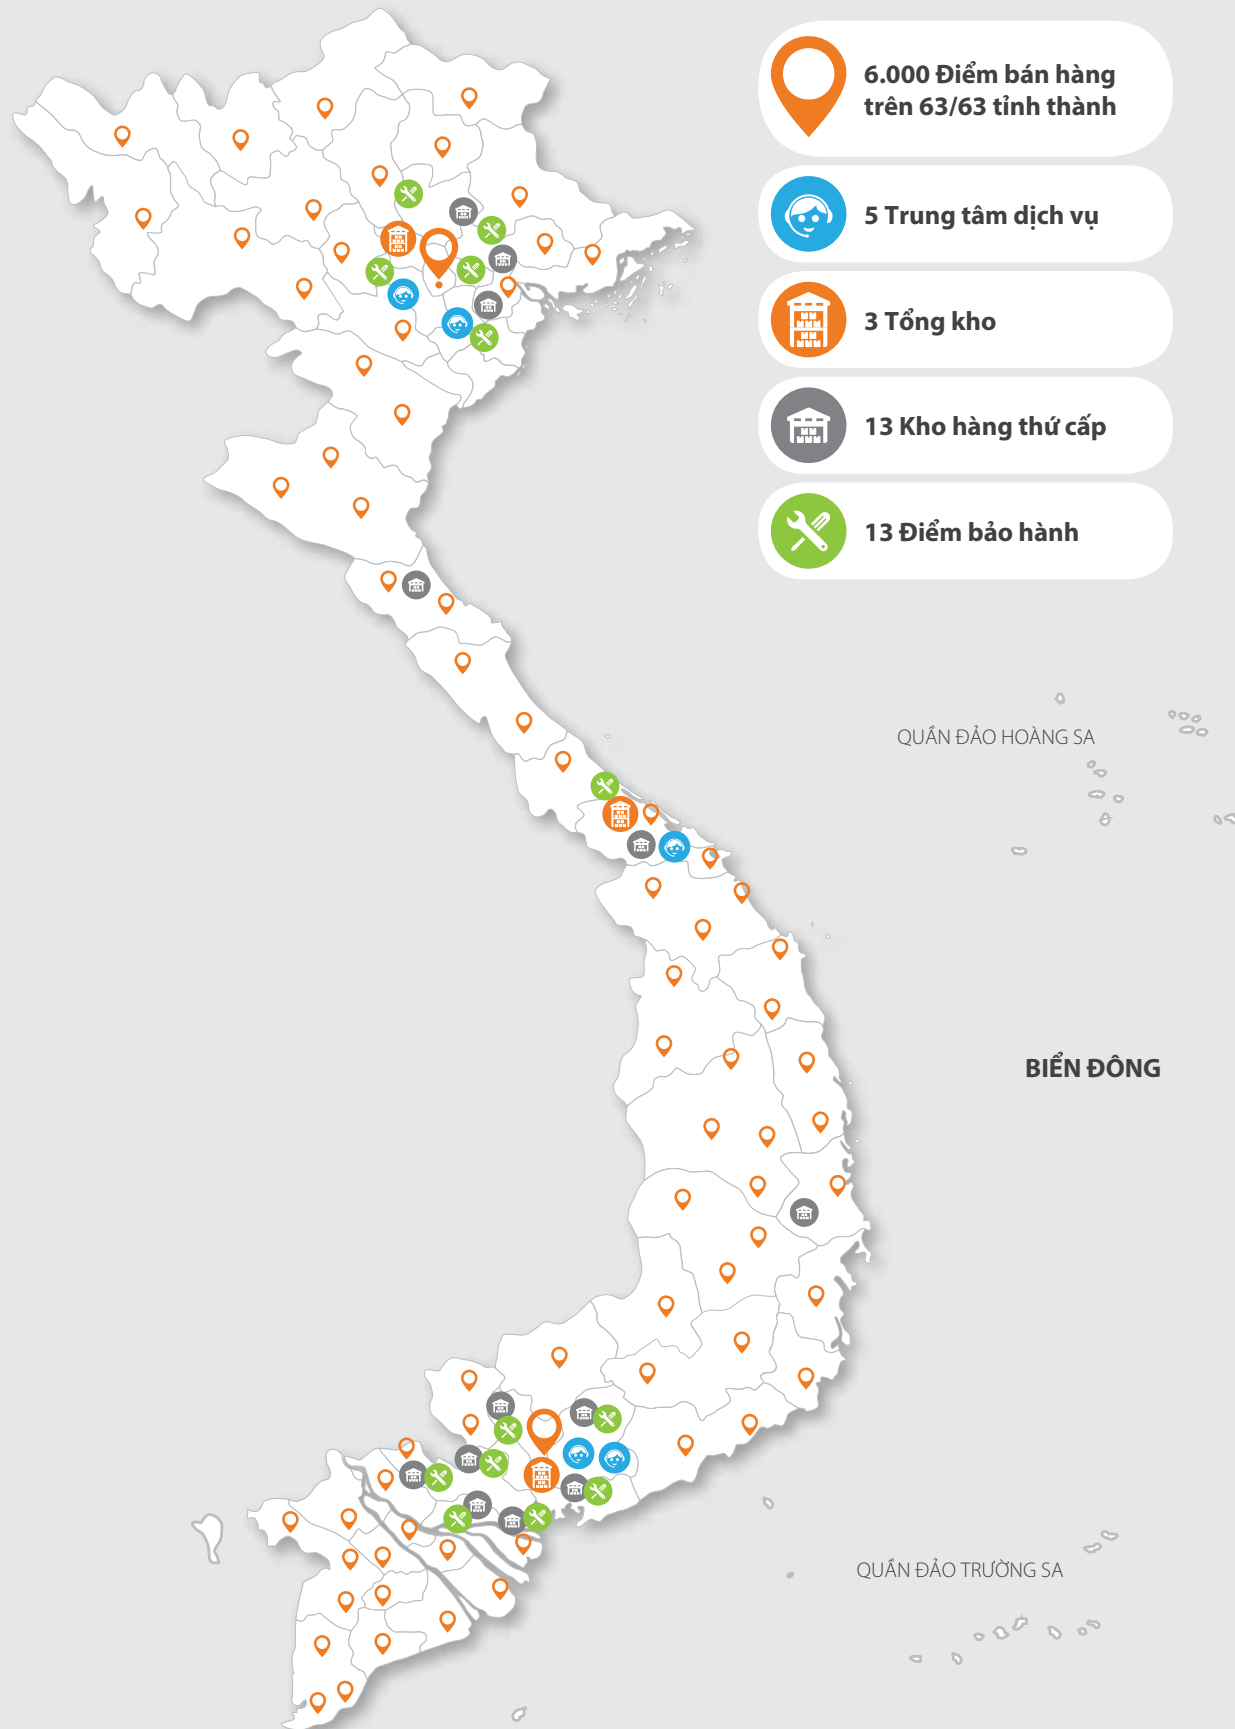 6.000 Điểm bán hàng
trên 63/63 tỉnh thành
5 Trung tâm dịch vụ
3 Tổng kho
13 Kho hàng thứ cấp
13 Điểm bảo hành
QUẦN ĐẢO HOÀNG SA
BIỂN ĐÔNG
QUẦN ĐẢO TRƯỜNG SA